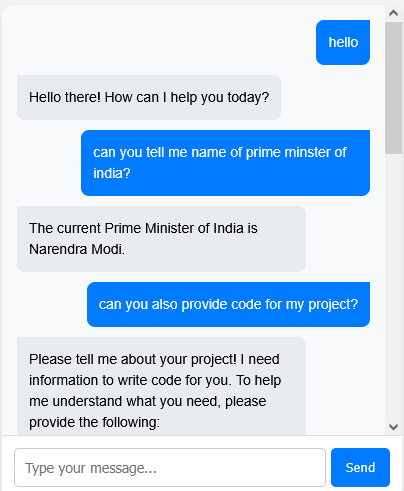 hello
Hello there! How can I help you today?
can you tell me name of prime minster of
india?
The current Prime Minister of India is
Narendra Modi.
can you also provide code for my project?
Please tell me about your project! I need
information to write code for you. To help
me understand what you need, please
provide the following:
Type your message...
Send